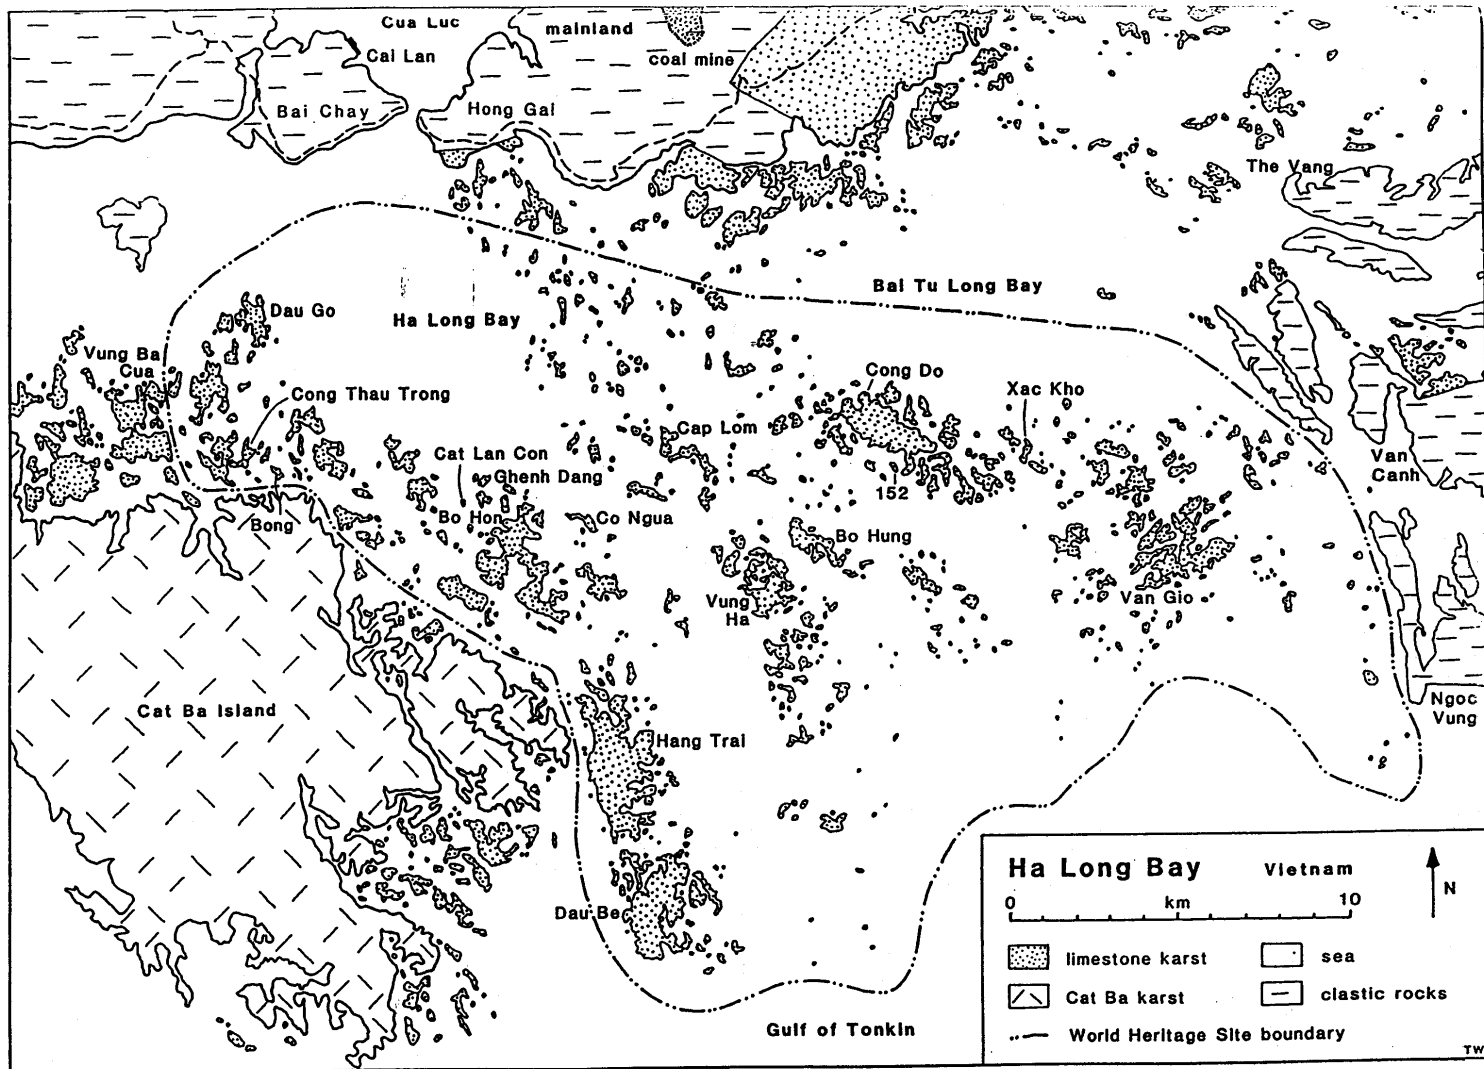 Cua Luc
mainland
Cai Lan
coal mine
Bai Chay
Hong Gai
The Vang
Bai Tu Long Bay
Dau Go
Ha Long Bay
Vung Ba
Cua
Cong Do
Cong Thau Trong
Xac Kho
Cap Lom
Cat Lan Con
Ghenh Dang
Van
Canh
152
Bong
Bo Hon
Co Ngua
Bo Hung
Vung
Ha
Van Gio
Cat Ba Island
Ngoc
Vung
Hang Trai
Dau Be
Gulf of Tonkin
Ha Long Bay Vietnam
N
0 km 10
limestone karst
sea
Cat Ba karst
clastic rocks
World Heritage Site boundary
TW